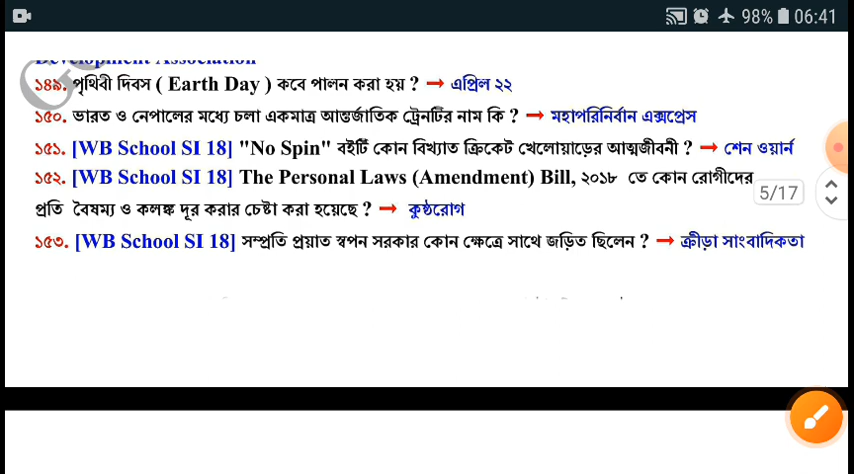 98% 06:41
Development Association
১৪৯. পৃথিবী দিবস ( Earth Day ) কবে পালন করা হয় ? → এপ্রিল ২২
১৫০. ভারত ও নেপালের মধ্যে চলা একমাত্র আন্তর্জাতিক ট্রেনটির নাম কি ? → মহাপরিনির্বান এক্সপ্রেস
১৫১. [WB School SI 18] "No Spin" বইটি কোন বিখ্যাত ক্রিকেট খেলোয়াড়ের আত্মজীবনী ? → শেন ওয়ার্ন
১৫২. [WB School SI 18] The Personal Laws (Amendment) Bill, ২০১৮ তে কোন রোগীদের
5/17
প্রতি বৈষম্য ও কলঙ্ক দূর করার চেষ্টা করা হয়েছে ? → কুষ্ঠরোগ
১৫৩. [WB School SI 18] সম্প্রতি প্রয়াত স্বপন সরকার কোন ক্ষেত্রে সাথে জড়িত ছিলেন ? → ক্রীড়া সাংবাদিকতা